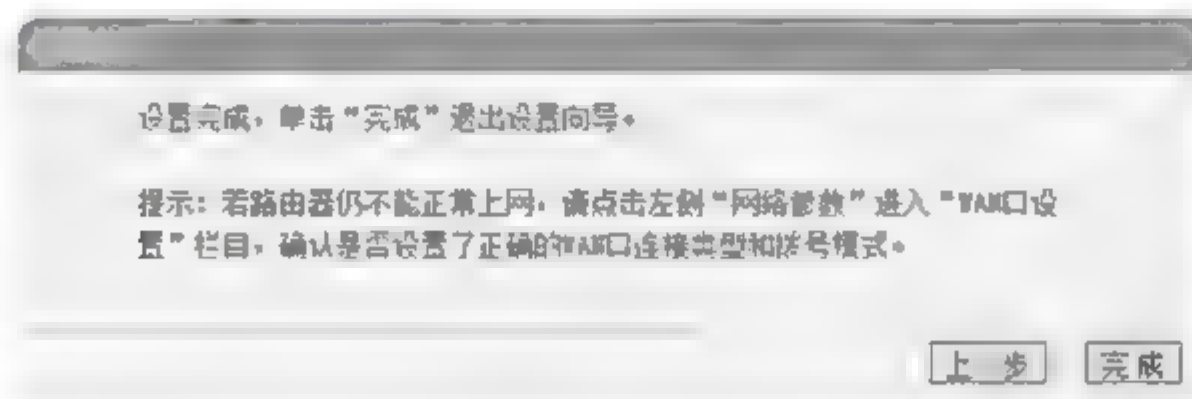 设置完成，单击“完成”退出设置向导。
提示：若路由器仍不能正常上网，请点击左侧“网络参数”进入“WAN口设
置”栏目，确认是否设置了正确的WAN口连接类型和拨号模式。
上 步 完成